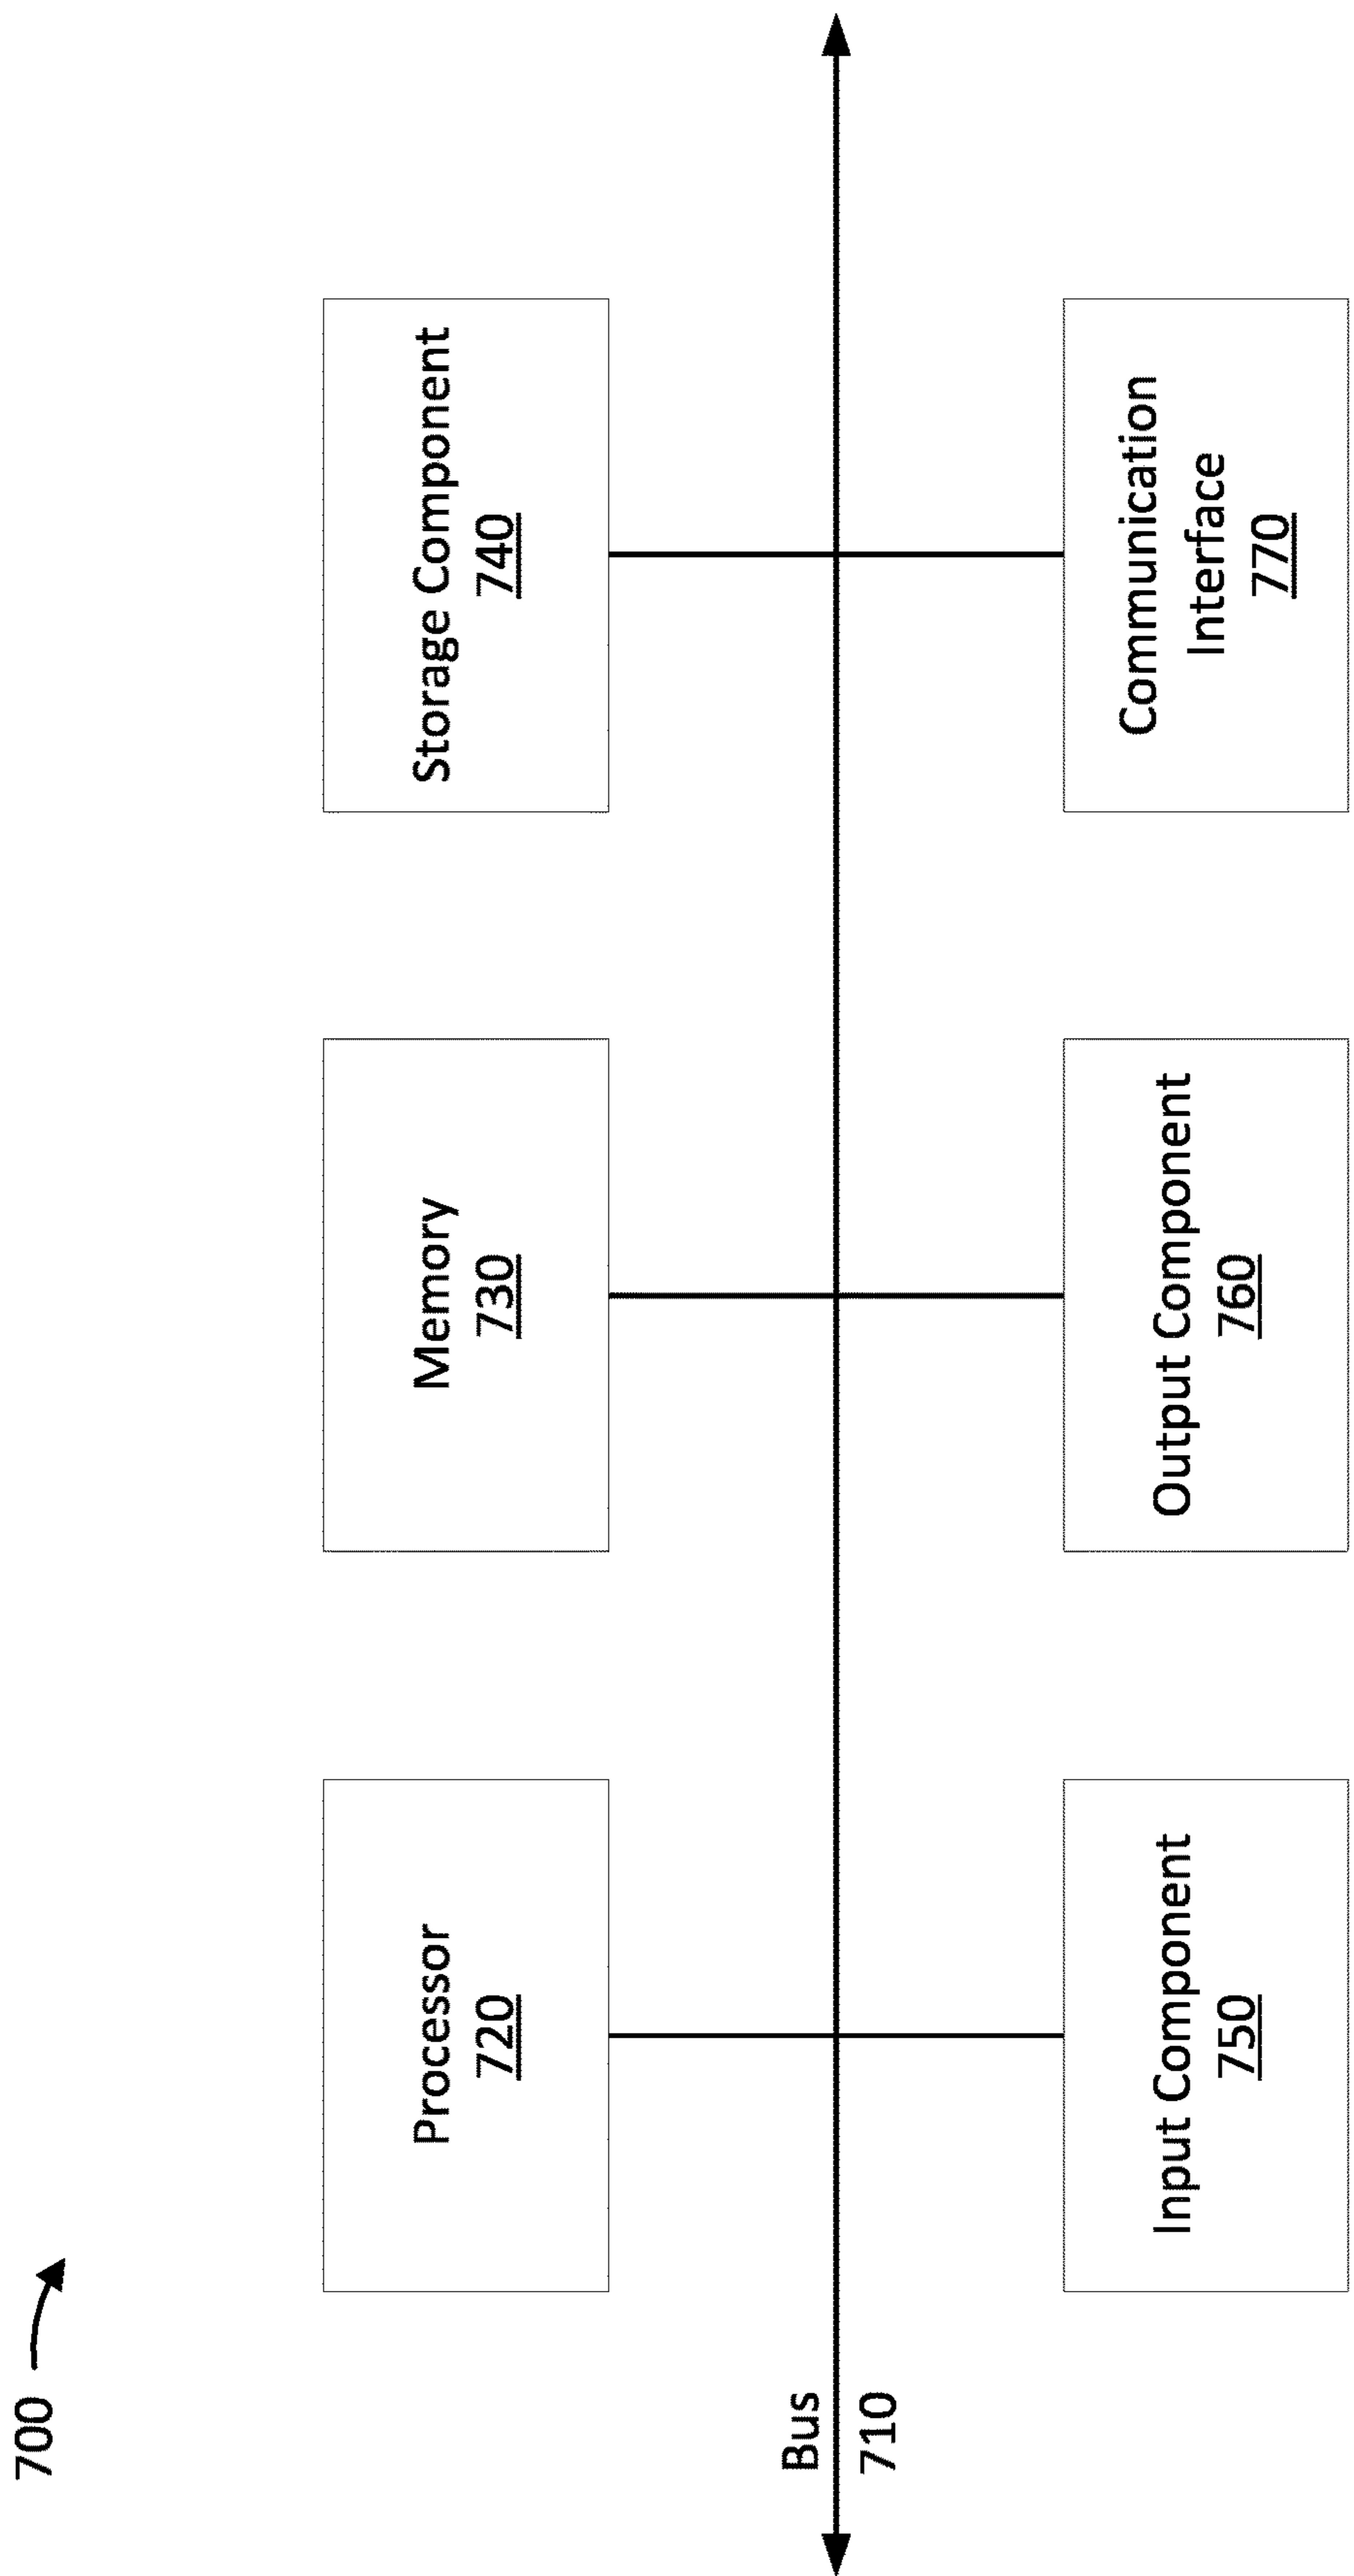 700
Processor
720
Memory
730
Storage Component
740
Bus
710
Input Component
750
Output Component
760
Communication
Interface
770